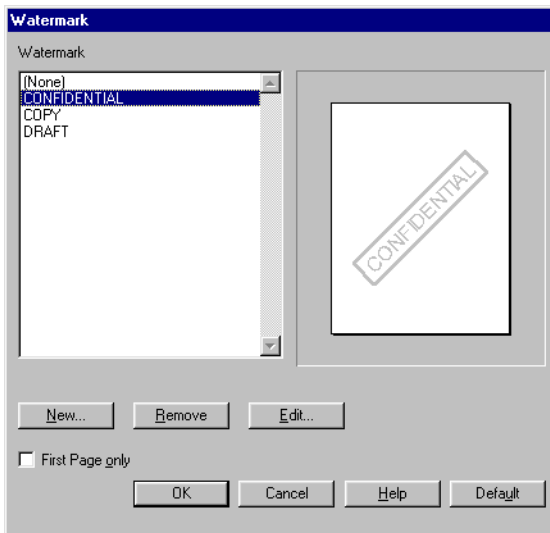 Watermark
Watermark
(None)
CONFIDENTIAL
COPY
DRAFT
CONFIDENTIAL
New...
Remove
Edit...
First Page only
OK
Cancel
Help
Default